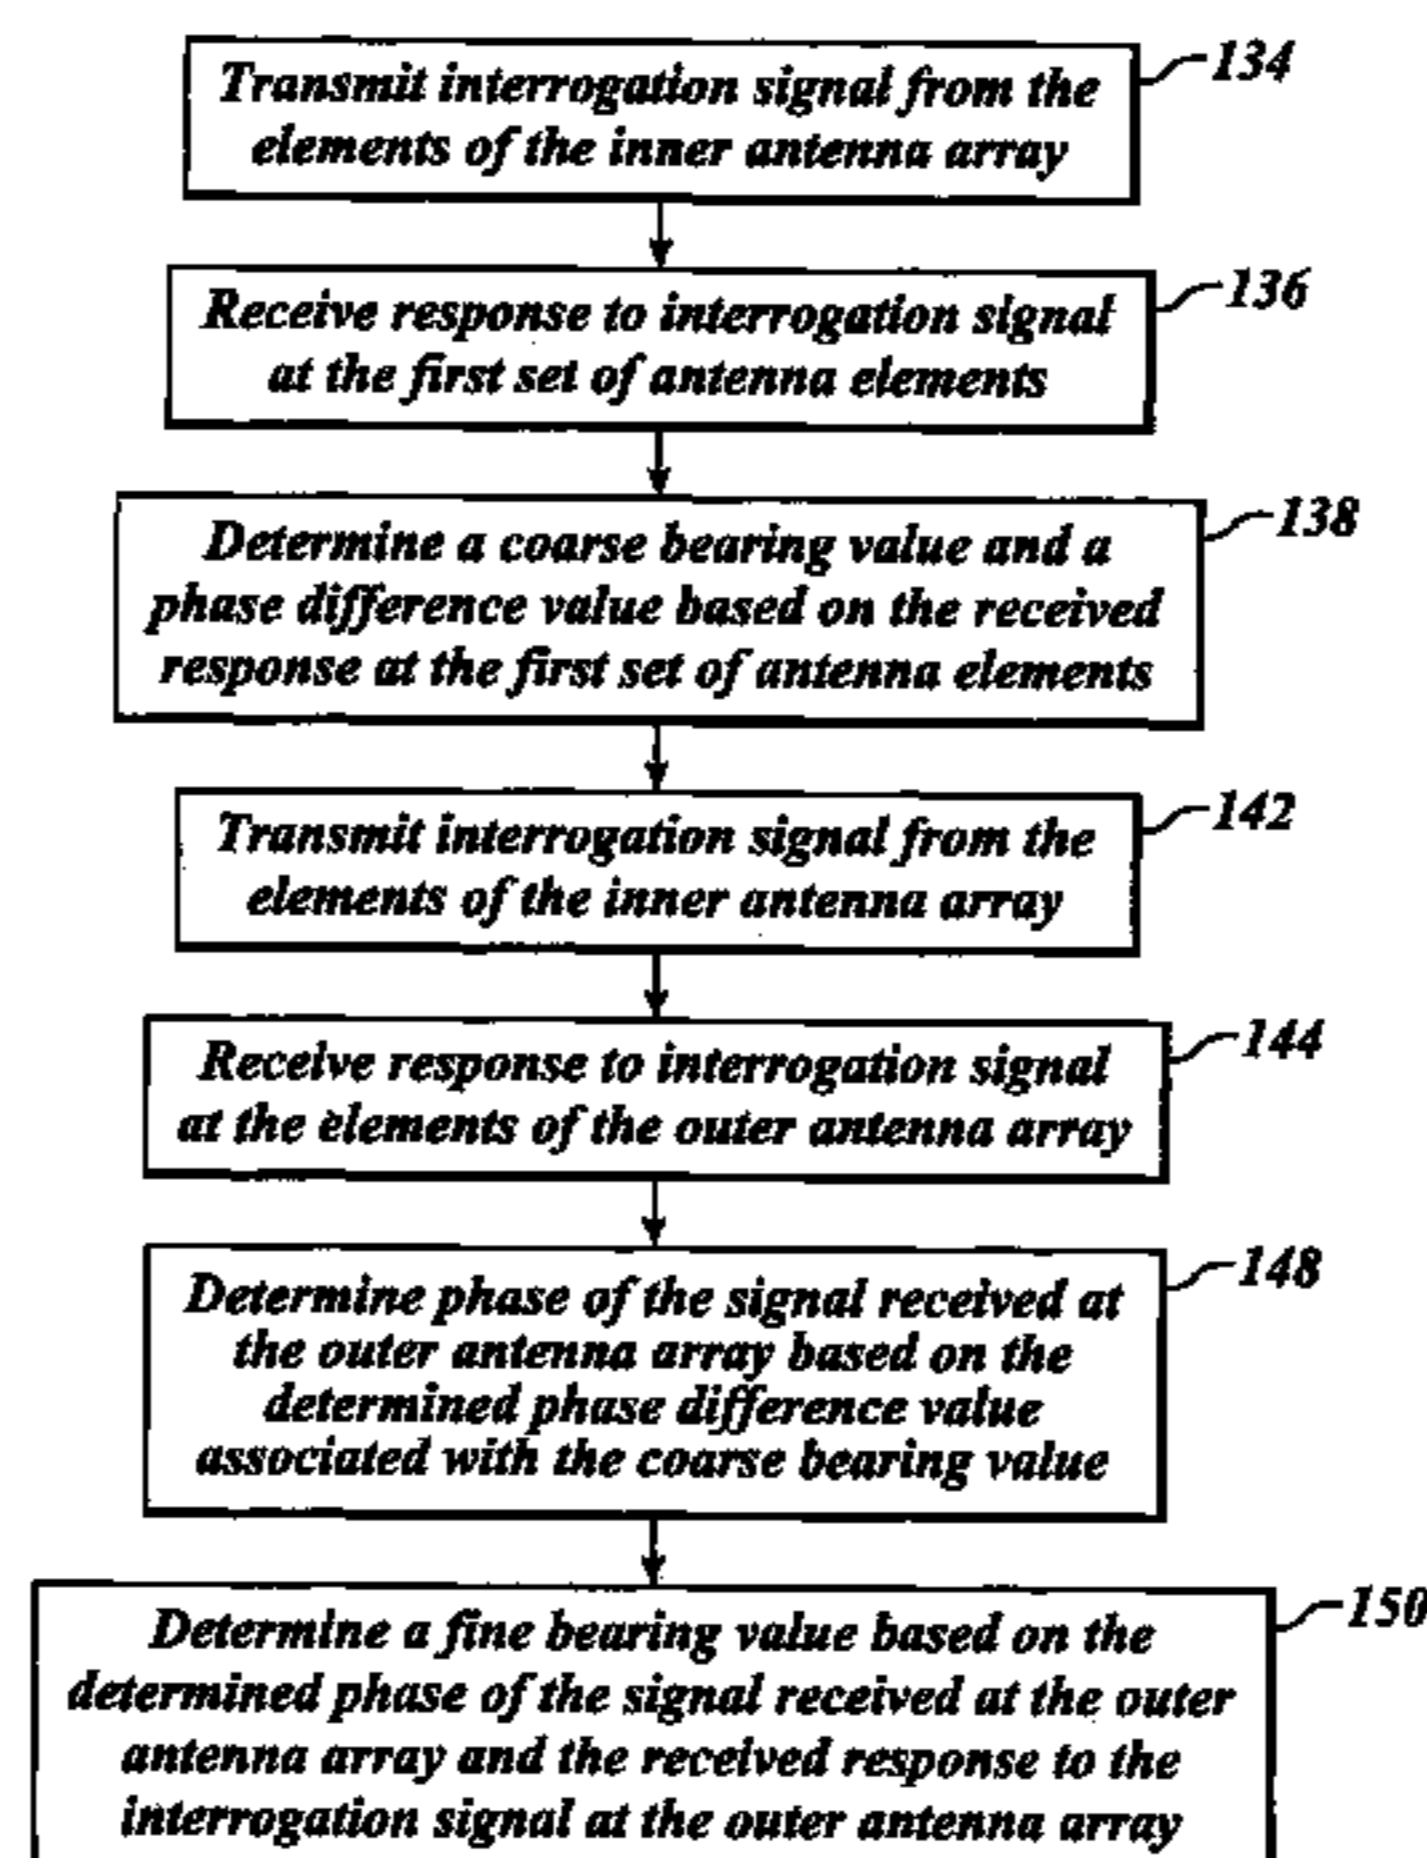 Transmit interrogation signal from the
elements of the inner antenna array
134
Receive response to interrogation signal
at the first set of antenna elements
136
Determine a coarse bearing value and a
phase difference value based on the received
response at the first set of antenna elements
138
Transmit interrogation signal from the
elements of the inner antenna array
142
Receive response to interrogation signal
at the elements of the outer antenna array
144
Determine phase of the signal received at
the outer antenna array based on the
determined phase difference value
associated with the coarse bearing value
148
Determine a fine bearing value based on the
determined phase of the signal received at the outer
antenna array and the received response to the
interrogation signal at the outer antenna array
150